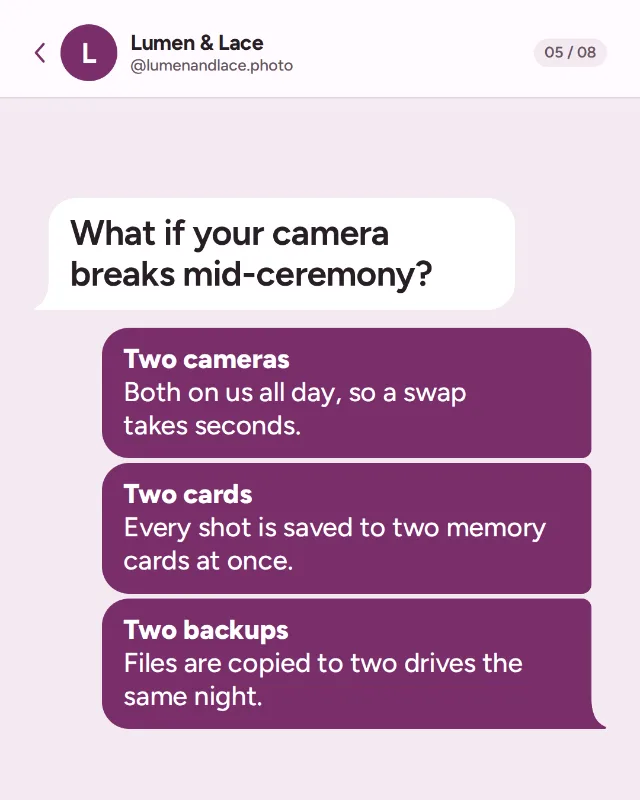 L
Lumen & Lace
@lumenandlace.photo
05 / 08
What if your camera
breaks mid-ceremony?
Two cameras
Both on us all day, so a swap
takes seconds.
Two cards
Every shot is saved to two memory
cards at once.
Two backups
Files are copied to two drives the
same night.